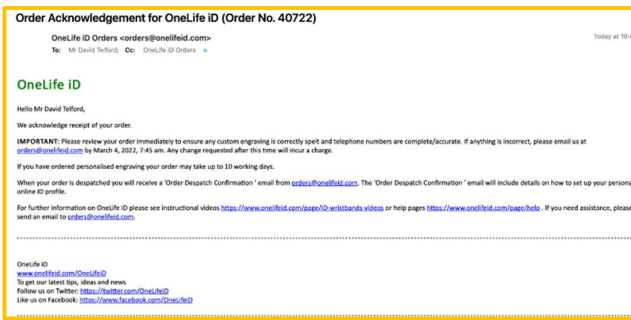 Order Acknowledgement for OneLife iD (Order No. 40722)
OneLife iD Orders <orders@onelifeid.com>
Today at 19:4
To: Mr David Telford; Cc: OneLife iD Orders
OneLife iD
Hello Mr David Telford,
We acknowledge receipt of your order.
IMPORTANT: Please review your order immediately to ensure any custom engraving is correctly spelt and telephone numbers are complete/accurate. If anything is incorrect, please email us at
orders@onelifeid.com by March 4, 2022, 7:45 am. Any change requested after this time will incur a charge.
If you have ordered personalised engraving your order may take up to 10 working days.
When your order is despatched you will receive a 'Order Despatch Confirmation ' email from orders@onelifeid.com. The 'Order Despatch Confirmation ' email will include details on how to set up your persona
online ID profile.
For further information on OneLife iD please see instructional videos https://www.onelifeid.com/page/ID-wristbands-videos or help pages https://www.onelifeid.com/page/help . If you need assistance, please
send an email to orders@onelifeid.com.
OneLife iD
www.onelifeid.com/OneLifeiD
To get our latest tips, ideas and news
Follow us on Twitter: https://twitter.com/OneLifeiD
Like us on Facebook: https://www.facebook.com/OneLifeiD